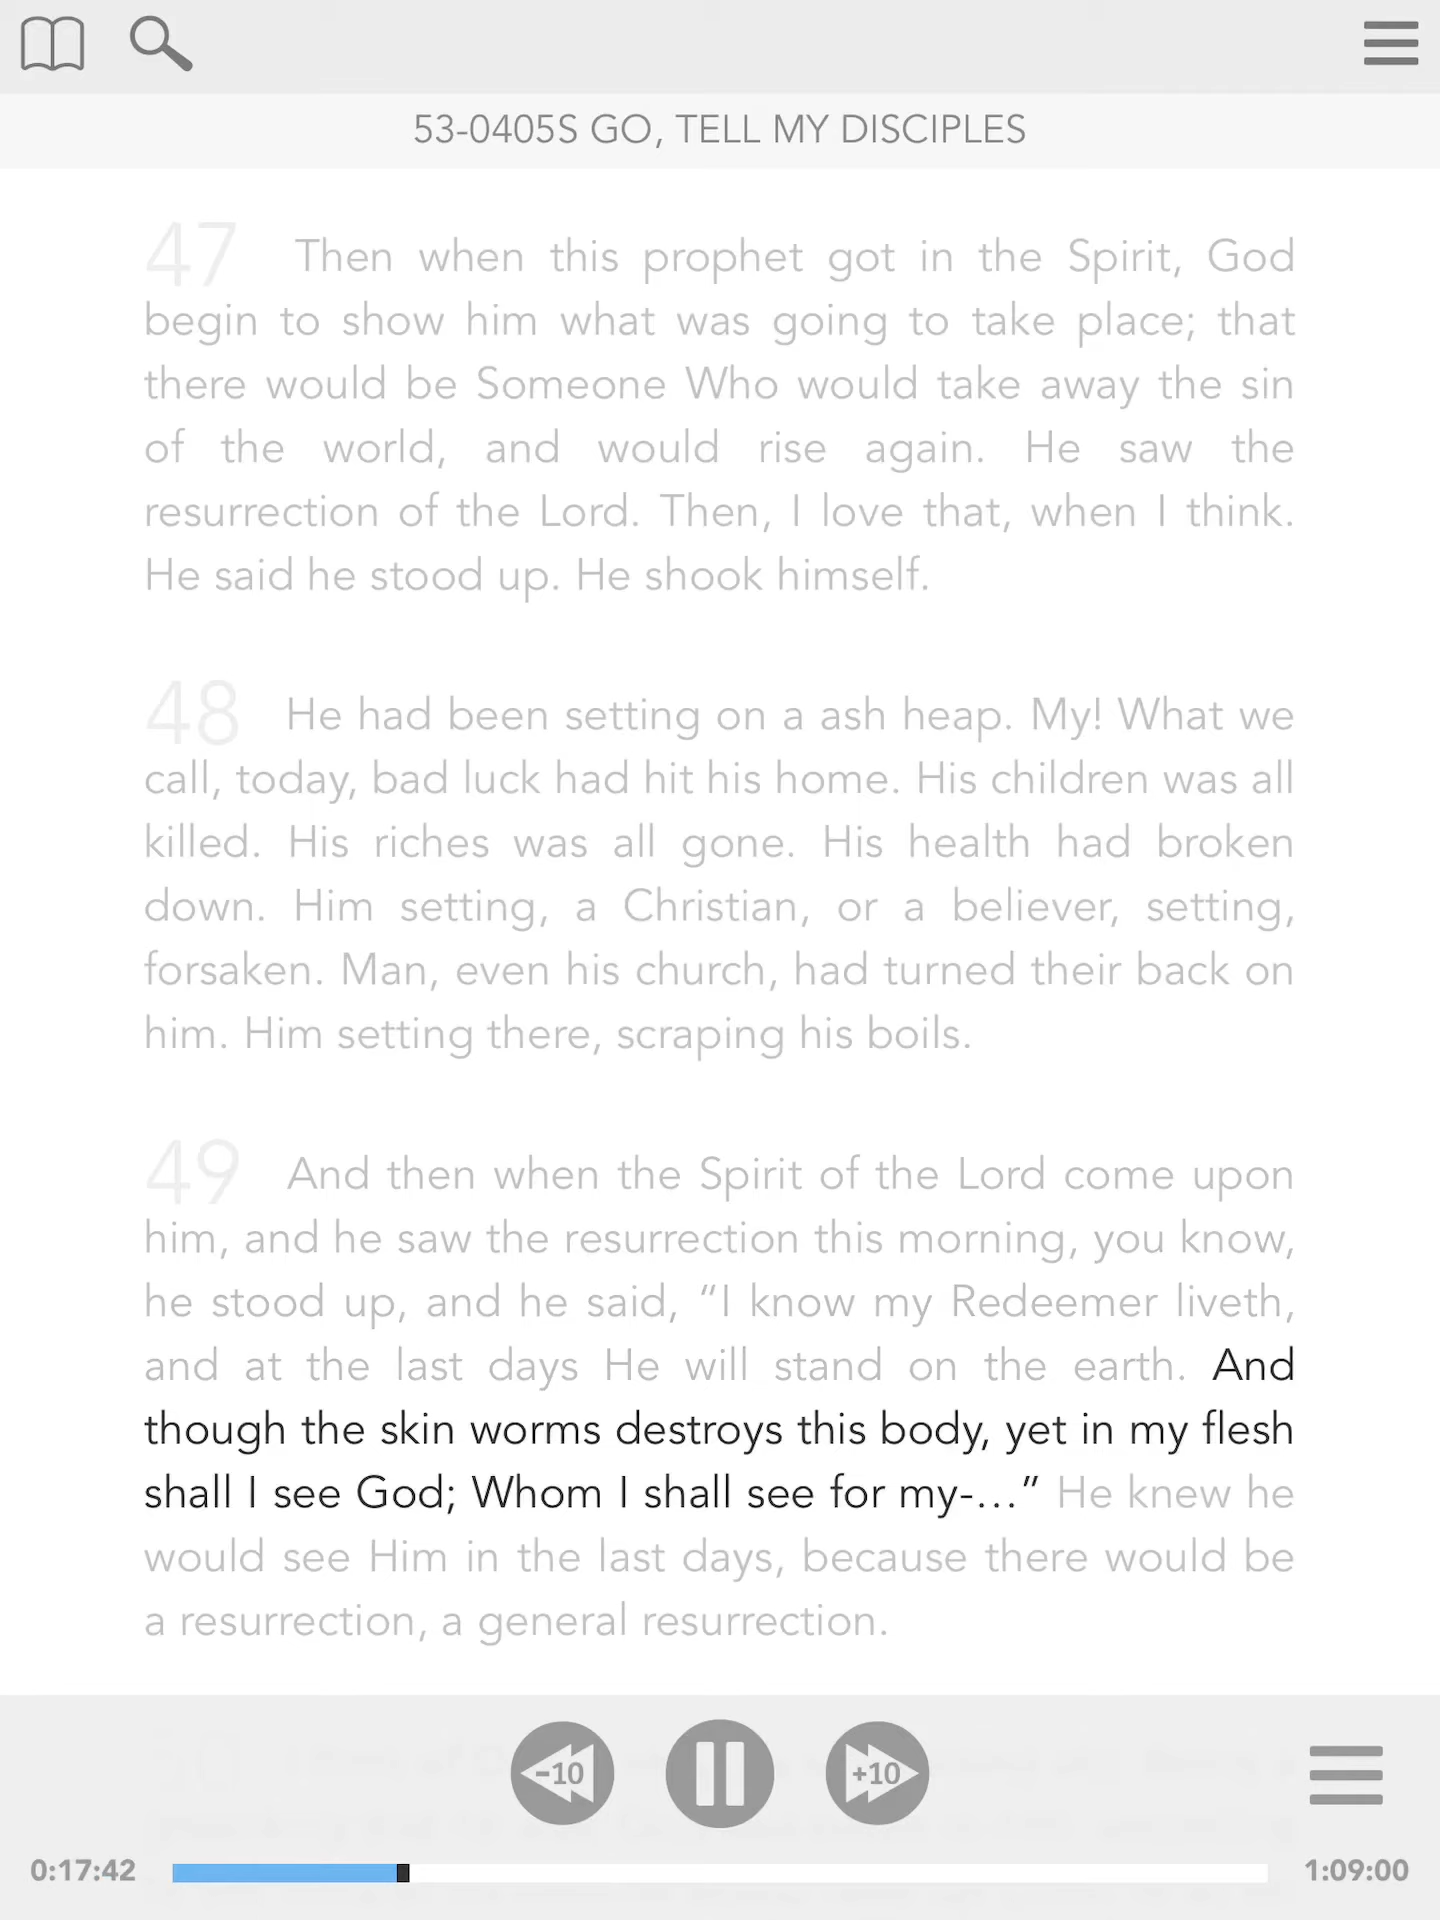 53-0405S GO, TELL MY DISCIPLES
47 Then when this prophet got in the Spirit, God
begin to show him what was going to take place; that
there would be Someone Who would take away the sin
of the world, and would rise again. He saw the
resurrection of the Lord. Then, I love that, when I think.
He said he stood up. He shook himself.
48 He had been setting on a ash heap. My! What we
call, today, bad luck had hit his home. His children was all
killed. His riches was all gone. His health had broken
down. Him setting, a Christian, or a believer, setting,
forsaken. Man, even his church, had turned their back on
him. Him setting there, scraping his boils.
49 And then when the Spirit of the Lord come upon
him, and he saw the resurrection this morning, you know,
he stood up, and he said, “I know my Redeemer liveth,
and at the last days He will stand on the earth. And
though the skin worms destroys this body, yet in my flesh
shall I see God; Whom I shall see for my-…” He knew he
would see Him in the last days, because there would be
a resurrection, a general resurrection.
-10 +10
0:17:42 1:09:00